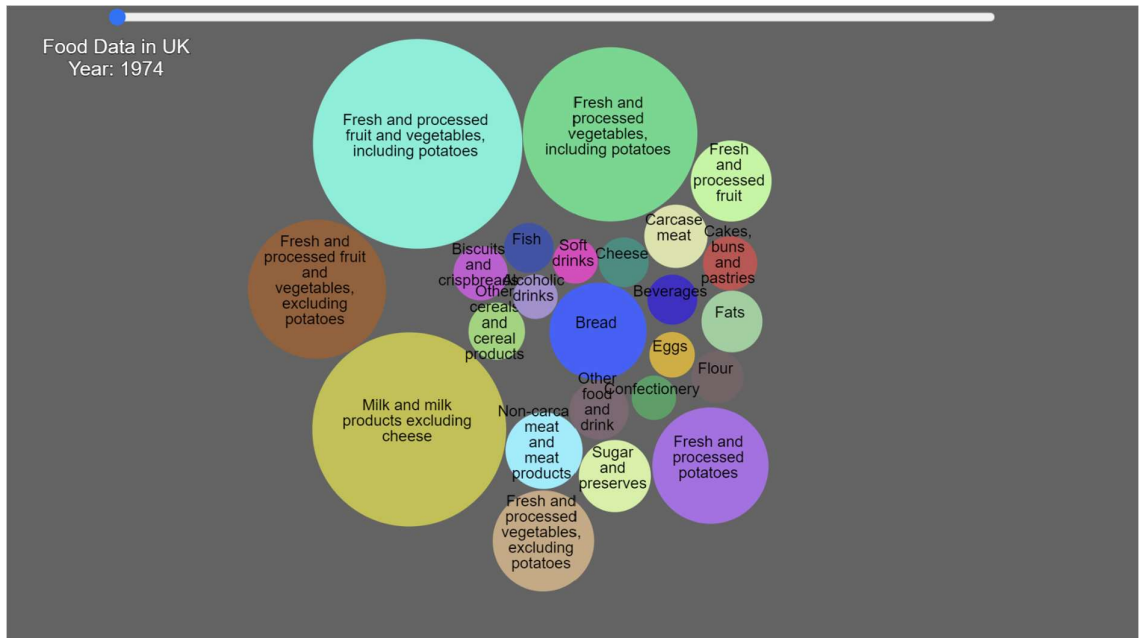 Food Data in UK
Year: 1974
Fresh and processed
fruit and vegetables,
including potatoes
Fresh and
processed
vegetables,
including potatoes
Fresh
and
processed
fruit
Carcase
meat
Cakes,
buns
and
pastries
Fish
Soft
drinks
Cheese
Biscuits
and
crispbreads
Alcoholic
drinks
Beverages
Fresh and
processed fruit
and
vegetables,
excluding
potatoes
Other
cereals
and
cereal
products
Bread
Fats
Eggs
Flour
Confectionery
Other
food
and
drink
Milk and milk
products excluding
cheese
Non-carca
meat
and
meat
products
Sugar
and
preserves
Fresh and
processed
potatoes
Fresh and
processed
vegetables,
excluding
potatoes